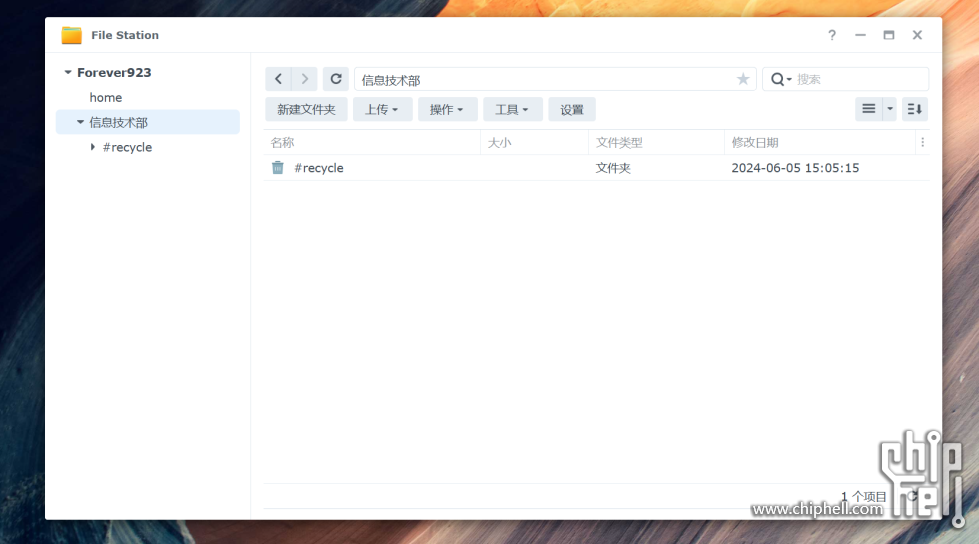 File Station
Forever923
home
信息技术部
#recycle
信息技术部
搜索
新建文件夹 上传 操作 工具 设置
名称 大小 文件类型 修改日期
#recycle 文件夹 2024-06-05 15:05:15
1 个项目
www.chiphell.com
chip
hell